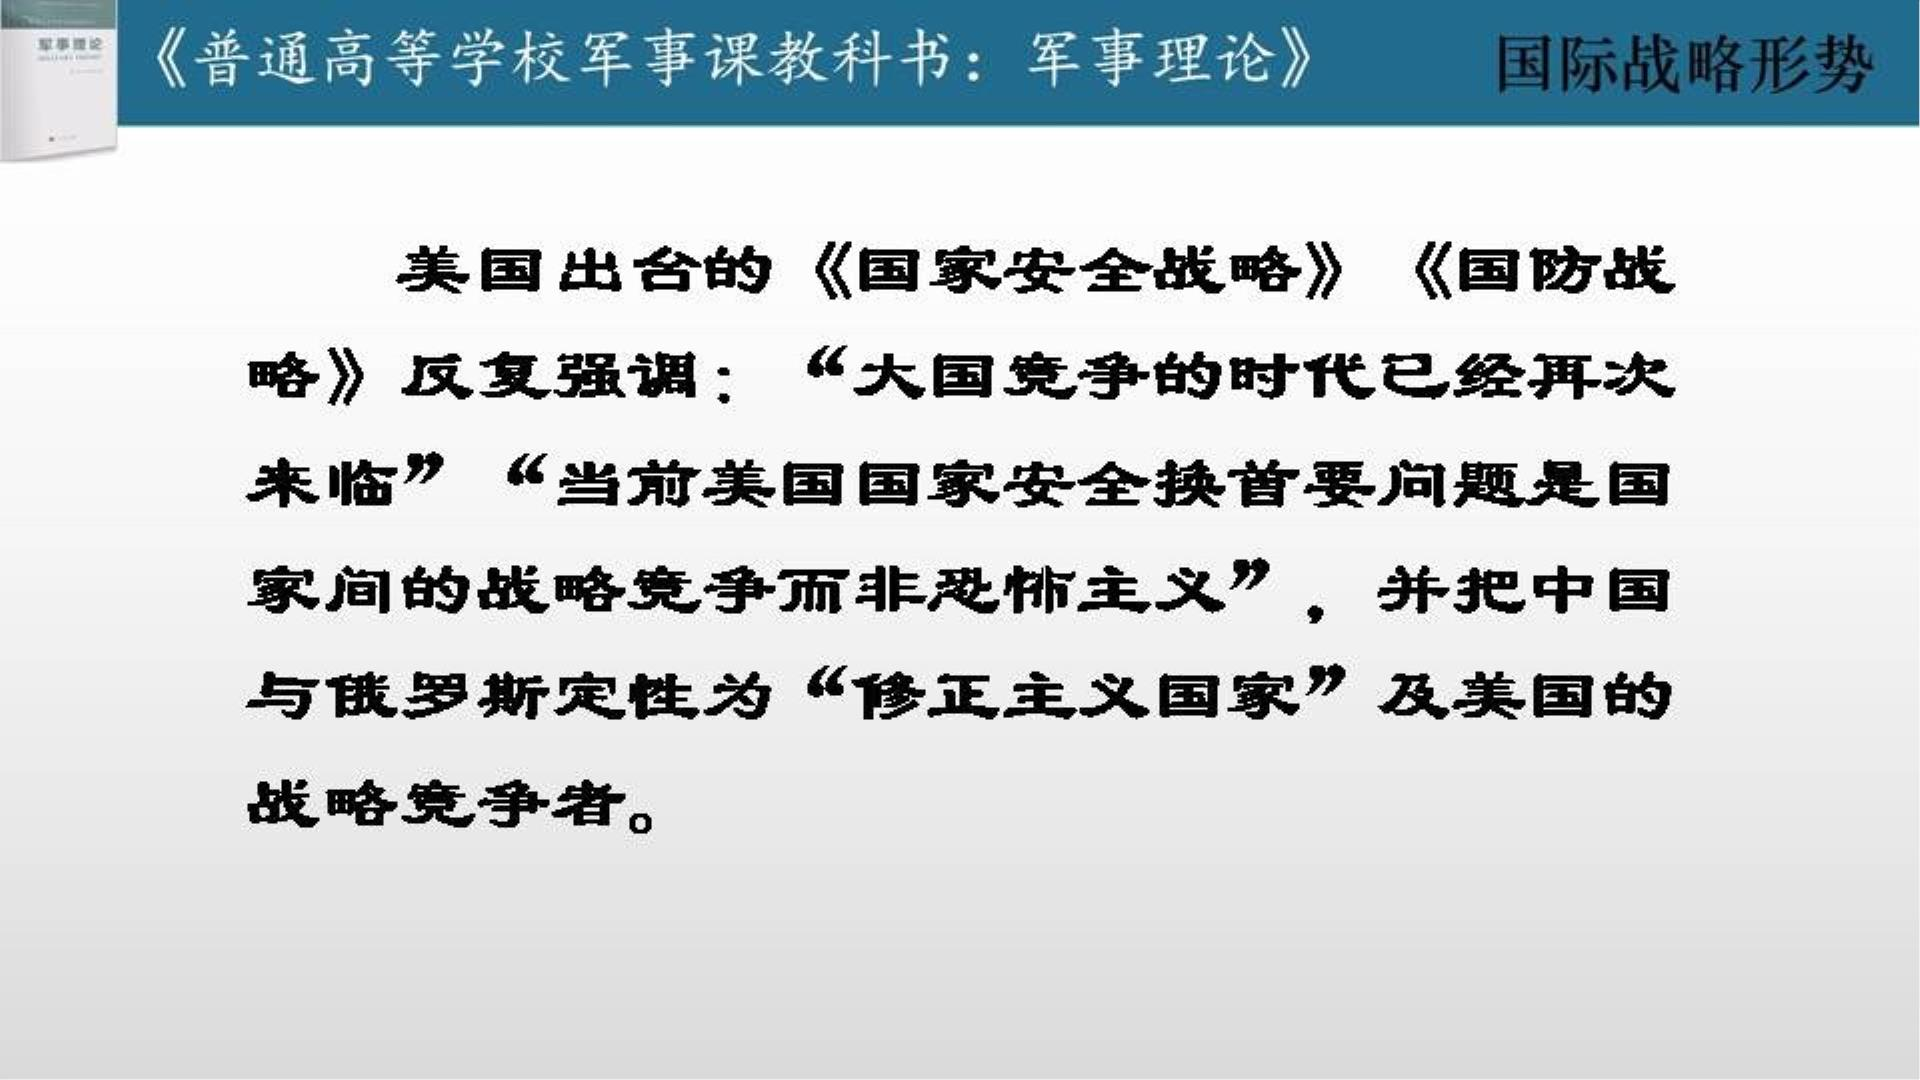 军事理论
《普通高等学校军事课教科书：军事理论》
国际战略形势
美国出台的《国家安全战略》《国防战
略》反复强调：“大国竞争的时代已经再次
来临”“当前美国国家安全换首要问题是国
家间的战略竞争而非恐怖主义”，并把中国
与俄罗斯定性为“修正主义国家”及美国的
战略竞争者。